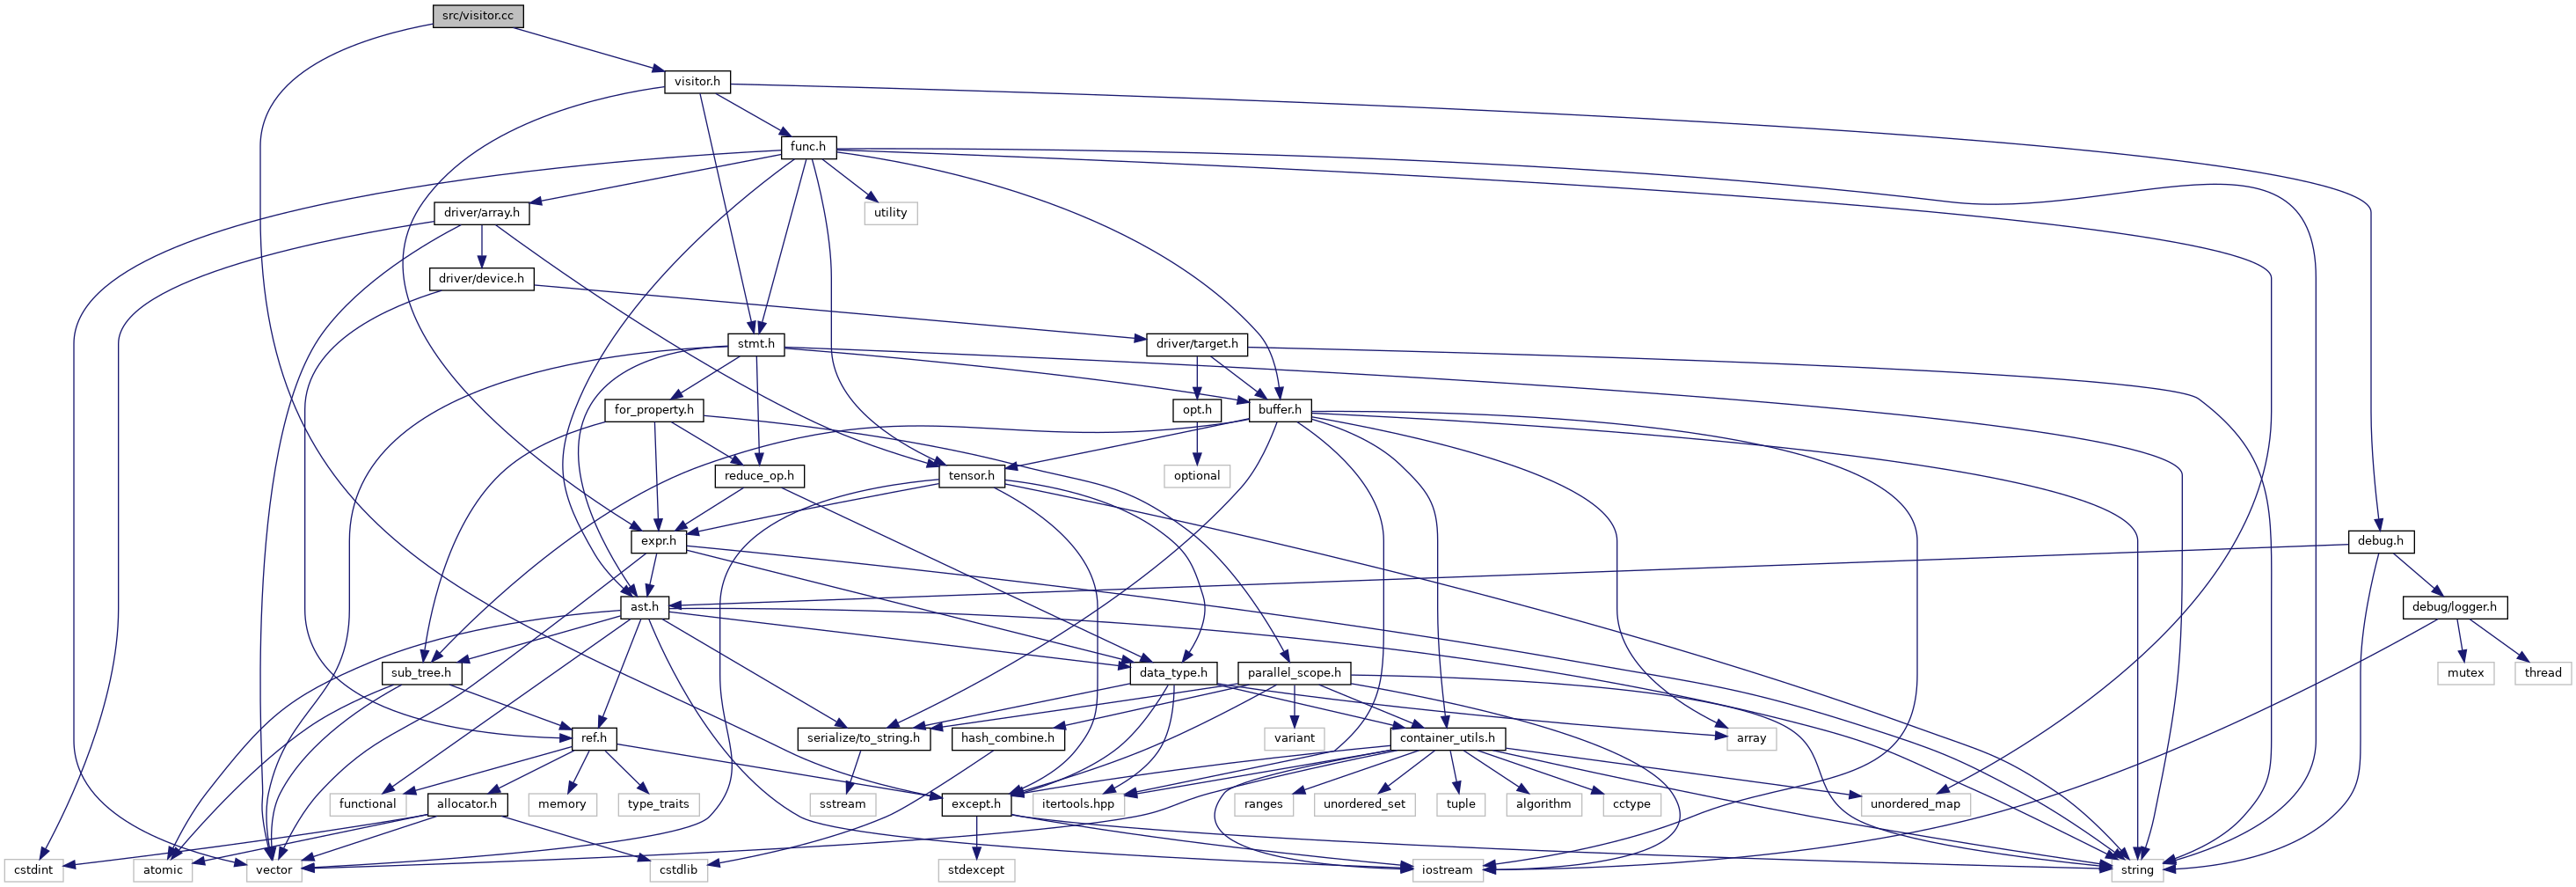 src/visitor.cc
visitor.h
func.h
driver/array.h
utility
driver/device.h
stmt.h
driver/target.h
for_property.h
opt.h
buffer.h
reduce_op.h
tensor.h
optional
expr.h
debug.h
ast.h
debug/logger.h
sub_tree.h
data_type.h
parallel_scope.h
mutex
thread
ref.h
serialize/to_string.h
hash_combine.h
variant
container_utils.h
array
functional
allocator.h
memory
type_traits
sstream
except.h
itertools.hpp
ranges
unordered_set
tuple
algorithm
cctype
unordered_map
cstdint
atomic
vector
cstdlib
stdexcept
iostream
string